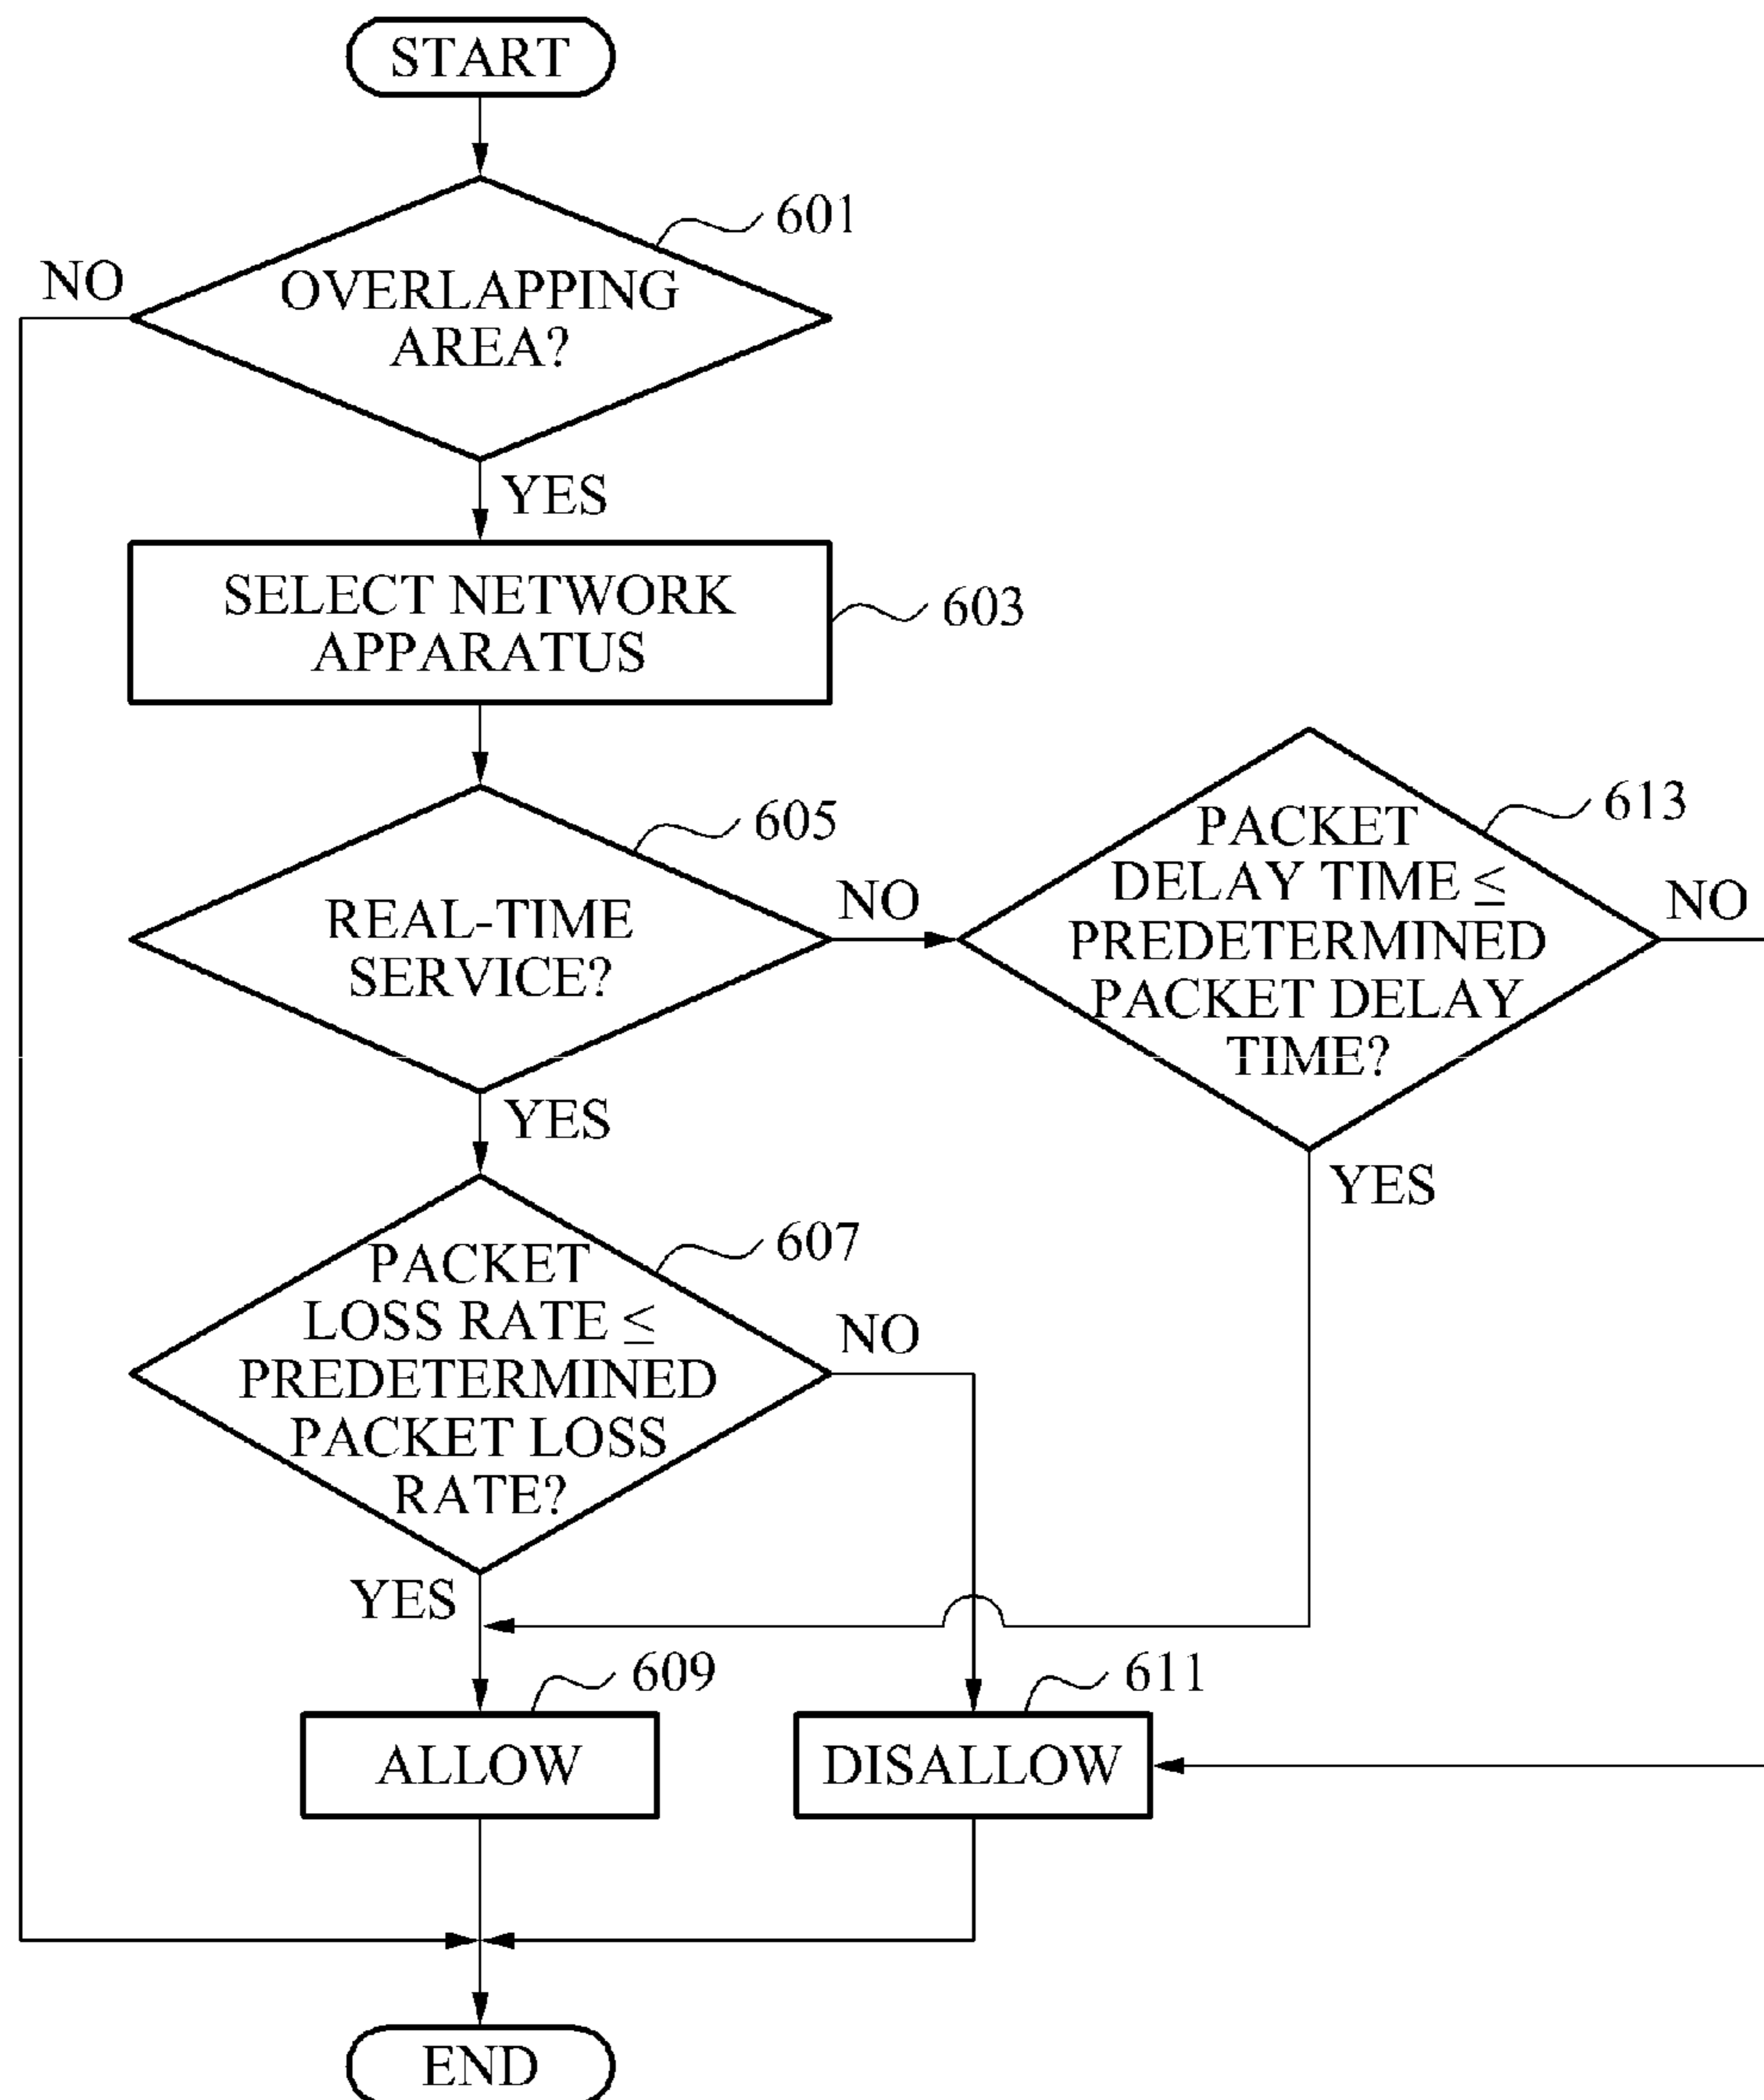 START
601
NO
OVERLAPPING
AREA?
YES
SELECT NETWORK
APPARATUS
603
605
REAL-TIME
SERVICE?
NO
613
PACKET
DELAY TIME ≤
PREDETERMINED
PACKET DELAY
TIME?
NO
YES
YES
607
PACKET
LOSS RATE ≤
PREDETERMINED
PACKET LOSS
RATE?
NO
YES
609
ALLOW
611
DISALLOW
END